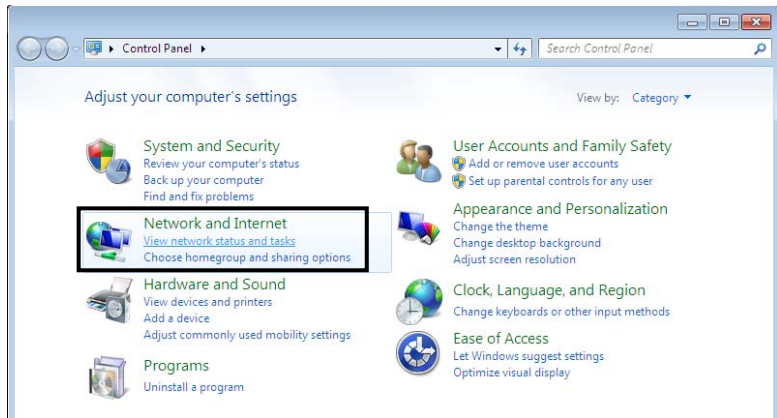 Control Panel
Search Control Panel
Adjust your computer's settings
View by: Category
System and Security
Review your computer's status
Back up your computer
Find and fix problems
Network and Internet
View network status and tasks
Choose homegroup and sharing options
Hardware and Sound
View devices and printers
Add a device
Adjust commonly used mobility settings
Programs
Uninstall a program
User Accounts and Family Safety
Add or remove user accounts
Set up parental controls for any user
Appearance and Personalization
Change the theme
Change desktop background
Adjust screen resolution
Clock, Language, and Region
Change keyboards or other input methods
Ease of Access
Let Windows suggest settings
Optimize visual display